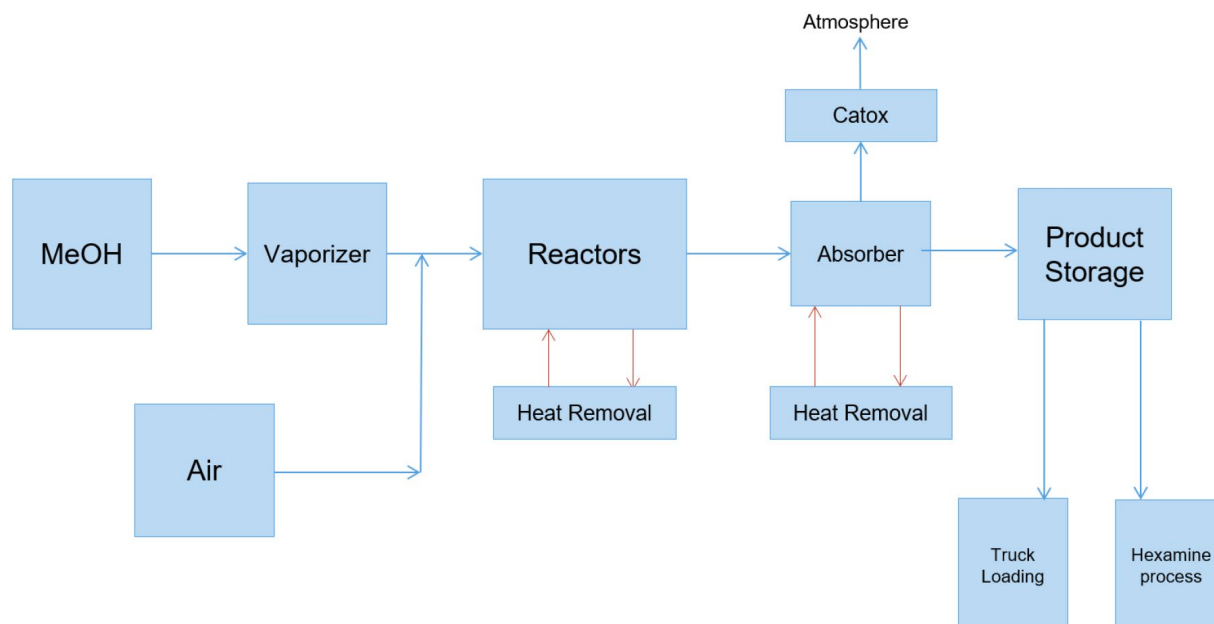 Atmosphere
Catox
MeOH
Vaporizer
Reactors
Absorber
Product
Storage
Heat Removal
Heat Removal
Air
Truck
Loading
Hexamine
process